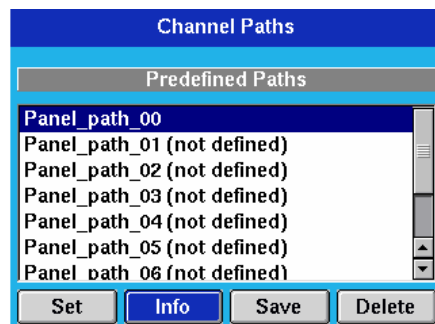 Channel Paths
Predefined Paths
Panel_path_00
Panel_path_01 (not defined)
Panel_path_02 (not defined)
Panel_path_03 (not defined)
Panel_path_04 (not defined)
Panel_path_05 (not defined)
Panel_path_06 (not defined)
Set Info Save Delete